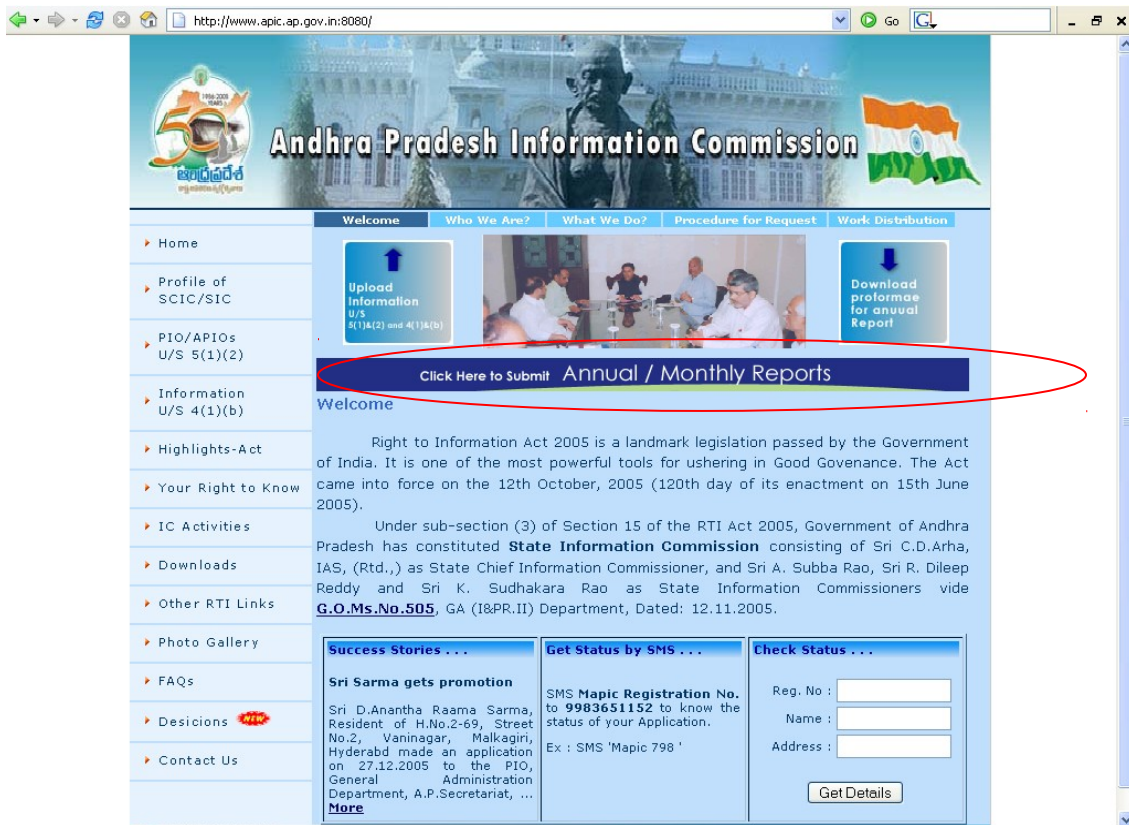 http://www.apic.ap.gov.in:8080/
Go
1956-2005
YEARS
50
ఆంధ్రప్రదేశ్
Andhra Pradesh Information Commission
Welcome
Who We Are?
What We Do?
Procedure for Request
Work Distribution
Home
Profile of
SCIC/SIC
PIO/APIOs
U/S 5(1)(2)
Information
U/S 4(1)(b)
Highlights-Act
Your Right to Know
IC Activities
Downloads
Other RTI Links
Photo Gallery
FAQs
Desicions NEW
Contact Us
Upload
Information
U/S
5(1)&(2) and 4(1)&(b)
Download
proformae
for anuual
Report
Click Here to Submit Annual / Monthly Reports
Welcome
Right to Information Act 2005 is a landmark legislation passed by the Government
of India. It is one of the most powerful tools for ushering in Good Govenance. The Act
came into force on the 12th October, 2005 (120th day of its enactment on 15th June
2005).
Under sub-section (3) of Section 15 of the RTI Act 2005, Government of Andhra
Pradesh has constituted State Information Commission consisting of Sri C.D.Arha,
IAS, (Rtd.,) as State Chief Information Commissioner, and Sri A. Subba Rao, Sri R. Dileep
Reddy and Sri K. Sudhakara Rao as State Information Commissioners vide
G.O.Ms.No.505, GA (I&PR.II) Department, Dated: 12.11.2005.
Success Stories . . .
Sri Sarma gets promotion
Sri D.Anantha Raama Sarma,
Resident of H.No.2-69, Street
No.2, Vaninagar, Malkagiri,
Hyderabd made an application
on 27.12.2005 to the PIO,
General Administration
Department, A.P.Secretariat, ...
More
Get Status by SMS . . .
SMS Mapic Registration No.
to 9983651152 to know the
status of your Application.
Ex : SMS 'Mapic 798 '
Check Status . . .
Reg. No :
Name :
Address :
Get Details